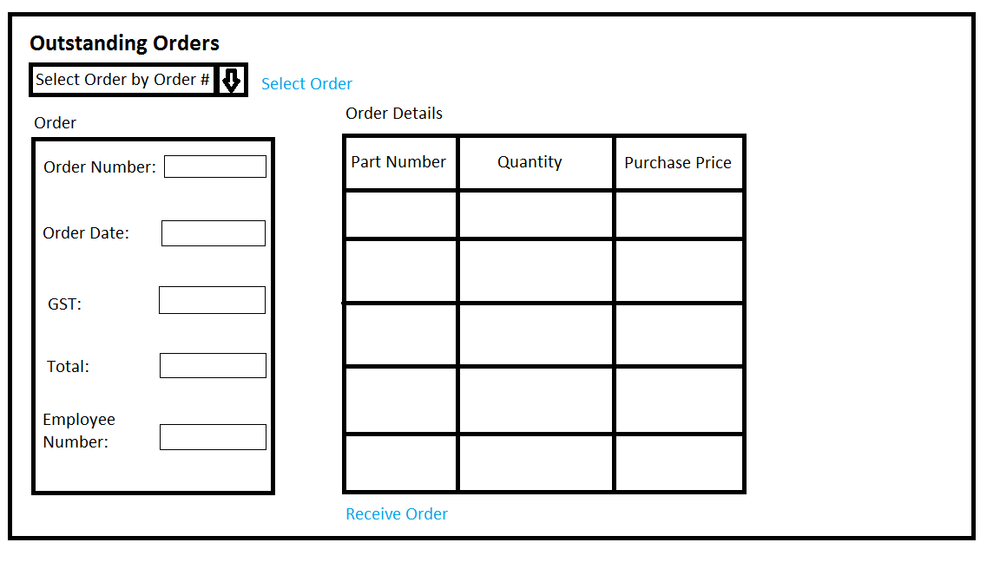 Outstanding Orders
Select Order by Order #
Select Order
Order
Order Number:
Order Date:
GST:
Total:
Employee
Number:
Order Details
Part Number
Quantity
Purchase Price
Receive Order